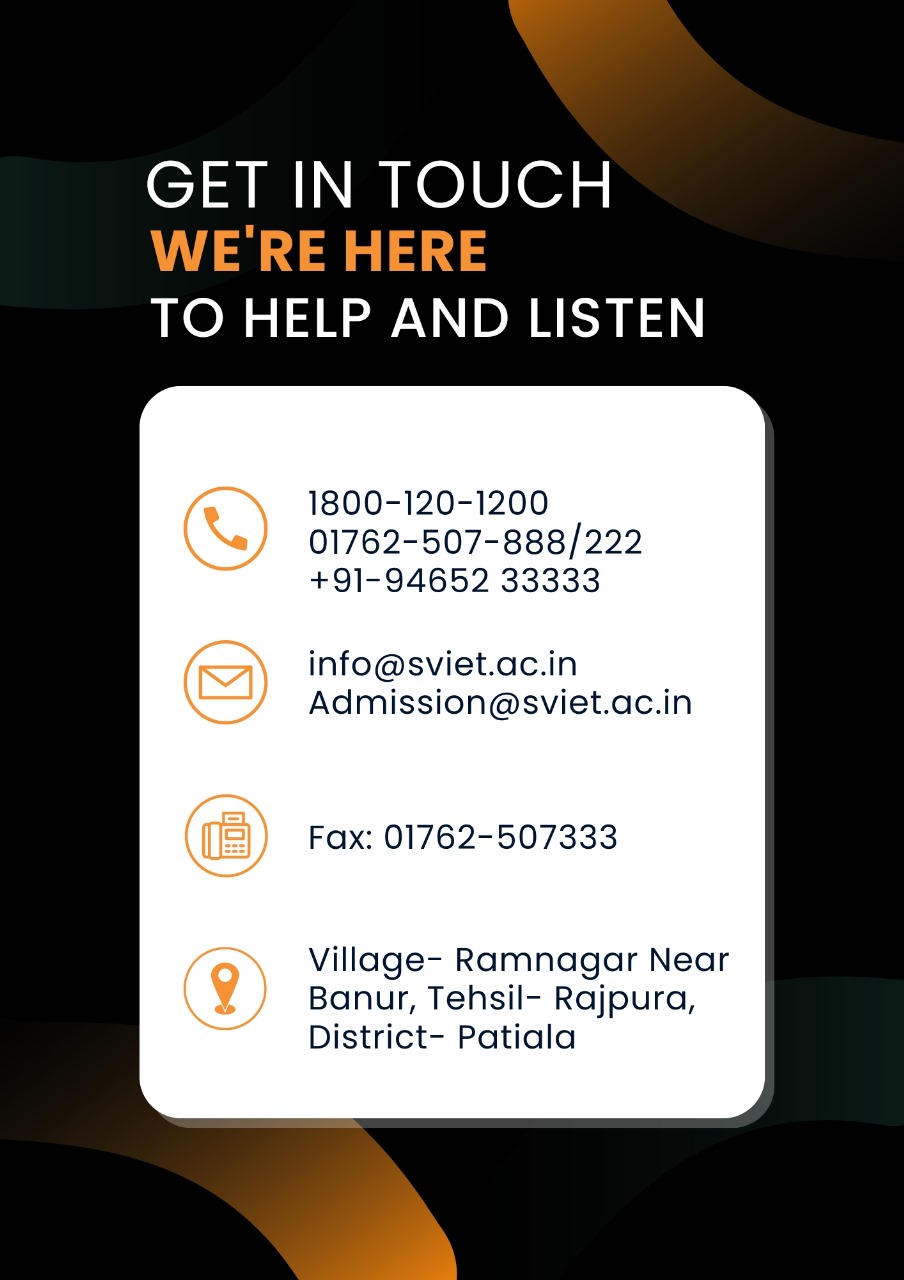 GET IN TOUCH
WE'RE HERE
TO HELP AND LISTEN
1800-120-1200
01762-507-888/222
+91-94652 33333
info@sviet.ac.in
Admission@sviet.ac.in
Fax: 01762-507333
Village- Ramnagar Near
Banur, Tehsil- Rajpura,
District- Patiala